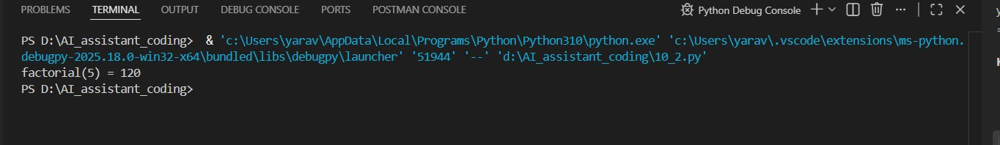 PROBLEMS TERMINAL OUTPUT DEBUG CONSOLE PORTS POSTMAN CONSOLE Python Debug Console
PS D:\AI_assistant_coding>  & 'c:\Users\yarav\AppData\Local\Programs\Python\Python310\python.exe' 'c:\Users\yarav\.vscode\extensions\ms-python.
debugpy-2025.18.0-win32-x64\bundled\libs\debugpy\launcher' '51944' '--' 'd:\AI_assistant_coding\10_2.py'
factorial(5) = 120
PS D:\AI_assistant_coding>